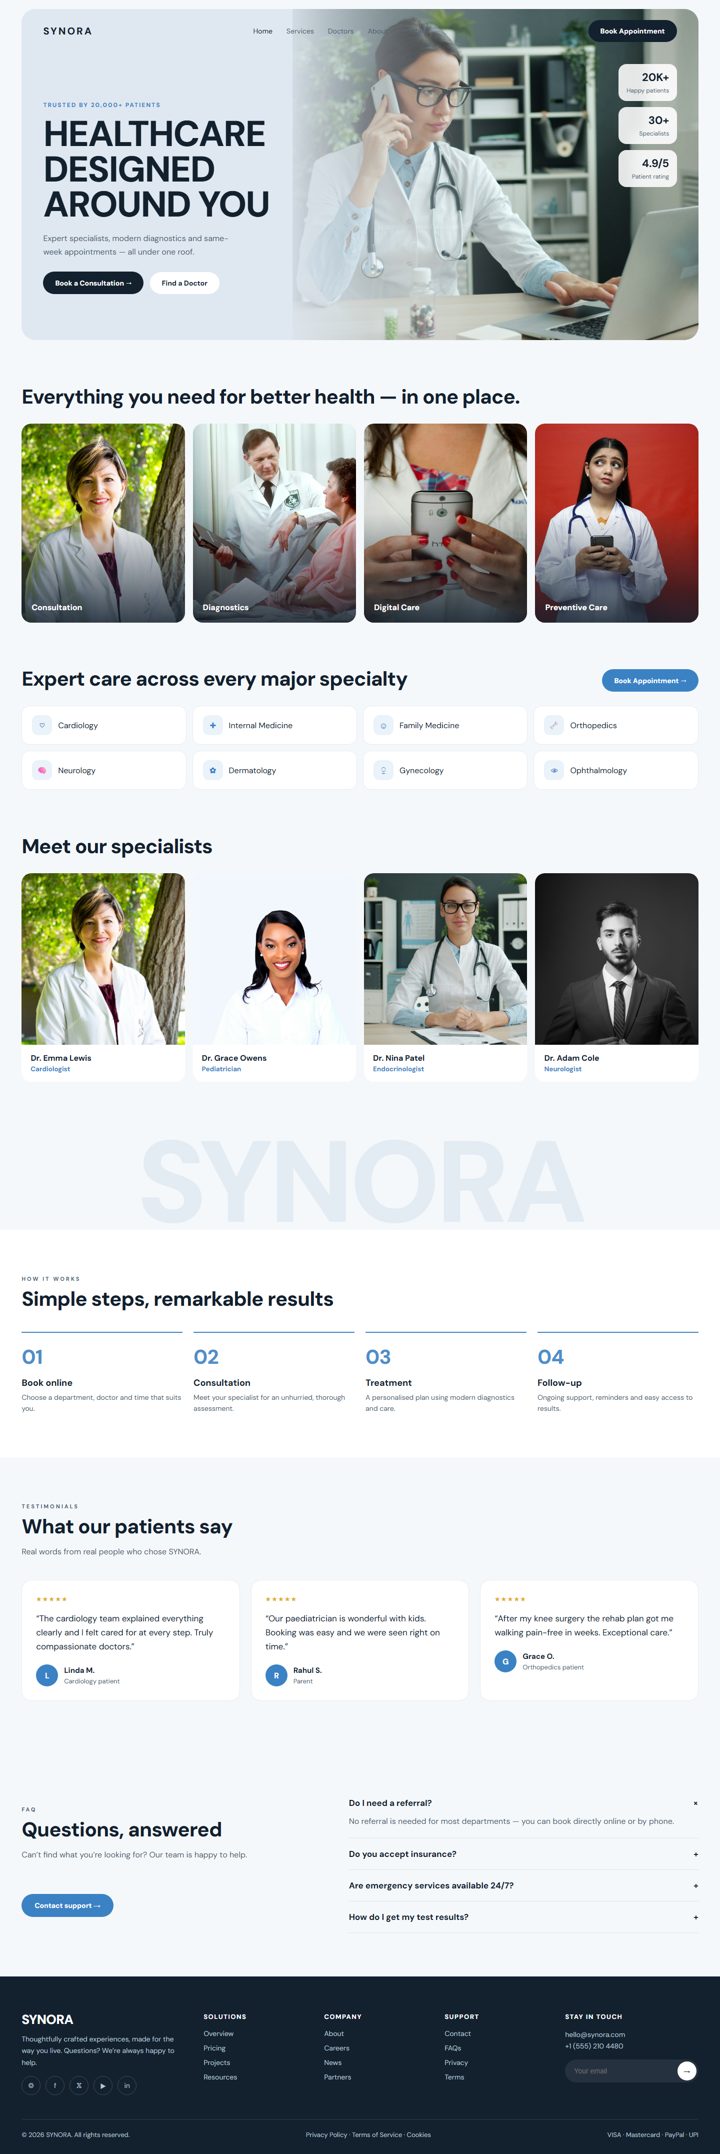 SYNORA
Home Services Doctors About
Book Appointment
20K+
Happy patients
30+
Specialists
4.9/5
Patient rating
TRUSTED BY 20,000+ PATIENTS
HEALTHCARE
DESIGNED
AROUND YOU
Expert specialists, modern diagnostics and same-
week appointments — all under one roof.
Book a Consultation →
Find a Doctor
Everything you need for better health — in one place.
Consultation
Diagnostics
Digital Care
Preventive Care
Expert care across every major specialty
Book Appointment →
Cardiology
Internal Medicine
Family Medicine
Orthopedics
Neurology
Dermatology
Gynecology
Ophthalmology
Meet our specialists
Dr. Emma Lewis
Cardiologist
Dr. Grace Owens
Pediatrician
Dr. Nina Patel
Endocrinologist
Dr. Adam Cole
Neurologist
SYNORA
HOW IT WORKS
Simple steps, remarkable results
01
Book online
Choose a department, doctor and time that suits
you.
02
Consultation
Meet your specialist for an unhurried, thorough
assessment.
03
Treatment
A personalised plan using modern diagnostics
and care.
04
Follow-up
Ongoing support, reminders and easy access to
results.
TESTIMONIALS
What our patients say
Real words from real people who chose SYNORA.
★★★★★
“The cardiology team explained everything
clearly and I felt cared for at every step. Truly
compassionate doctors.”
L
Linda M.
Cardiology patient
★★★★★
“Our paediatrician is wonderful with kids.
Booking was easy and we were seen right on
time.”
R
Rahul S.
Parent
★★★★★
“After my knee surgery the rehab plan got me
walking pain-free in weeks. Exceptional care.”
G
Grace O.
Orthopedics patient
FAQ
Questions, answered
Can’t find what you’re looking for? Our team is happy to help.
Contact support →
Do I need a referral? ×
No referral is needed for most departments — you can book directly online or by phone.
Do you accept insurance? +
Are emergency services available 24/7? +
How do I get my test results? +
SYNORA
Thoughtfully crafted experiences, made for the
way you live. Questions? We’re always happy to
help.
f
in
SOLUTIONS
Overview
Pricing
Projects
Resources
COMPANY
About
Careers
News
Partners
SUPPORT
Contact
FAQs
Privacy
Terms
STAY IN TOUCH
hello@synora.com
+1 (555) 210 4480
Your email
→
© 2026 SYNORA. All rights reserved.
Privacy Policy · Terms of Service · Cookies
VISA · Mastercard · PayPal · UPI